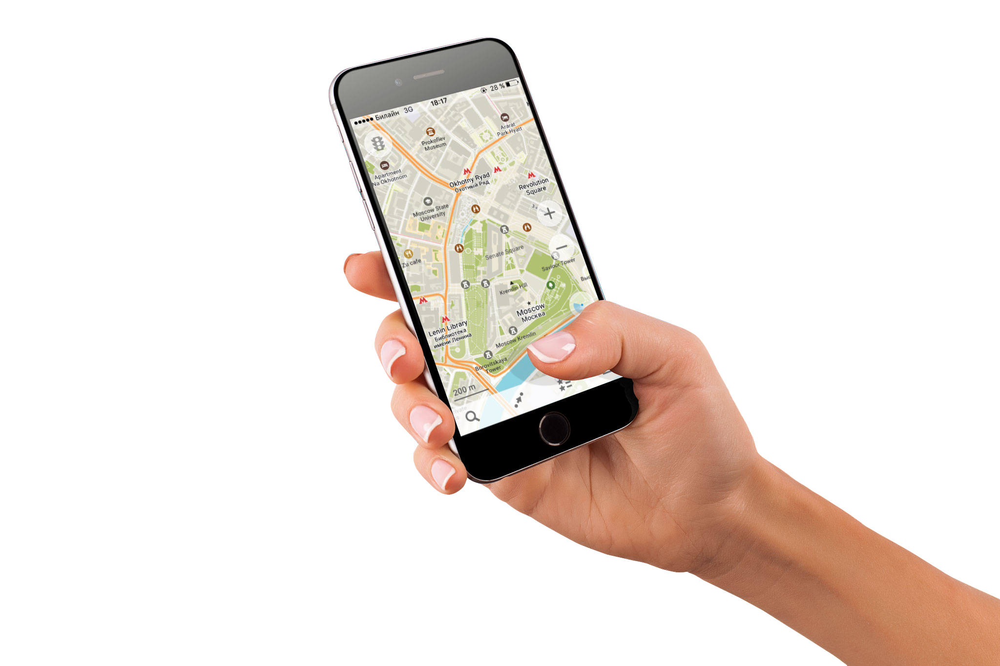 Билайн 3G
18:17
28 %
Ararat
Park Hyatt
Prokofiev
Museum
Apartment
Na Okhotnom
Okhotny Ryad
Охотный Ряд
Revolution
Square
Moscow State
University
3-я
Senate Square
Zu cafe
Saviour Tower
Выс
Kremlin Hill
Moscow
Москва
Lenin Library
Библиотека
имени Ленина
Moscow Kremlin
Borovitskaya
Tower
200 m